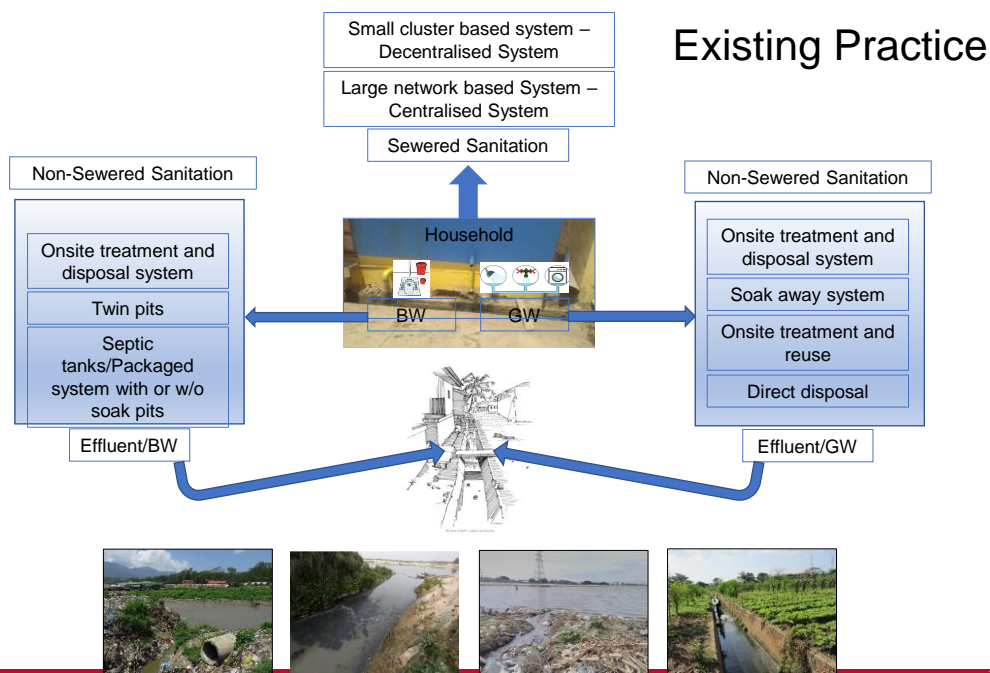 Existing Practice
Small cluster based system –
Decentralised System
Large network based System –
Centralised System
Sewered Sanitation
Non-Sewered Sanitation
Onsite treatment and
disposal system
Twin pits
Septic
tanks/Packaged
system with or w/o
soak pits
Effluent/BW
Household
BW
GW
Non-Sewered Sanitation
Onsite treatment and
disposal system
Soak away system
Onsite treatment and
reuse
Direct disposal
Effluent/GW